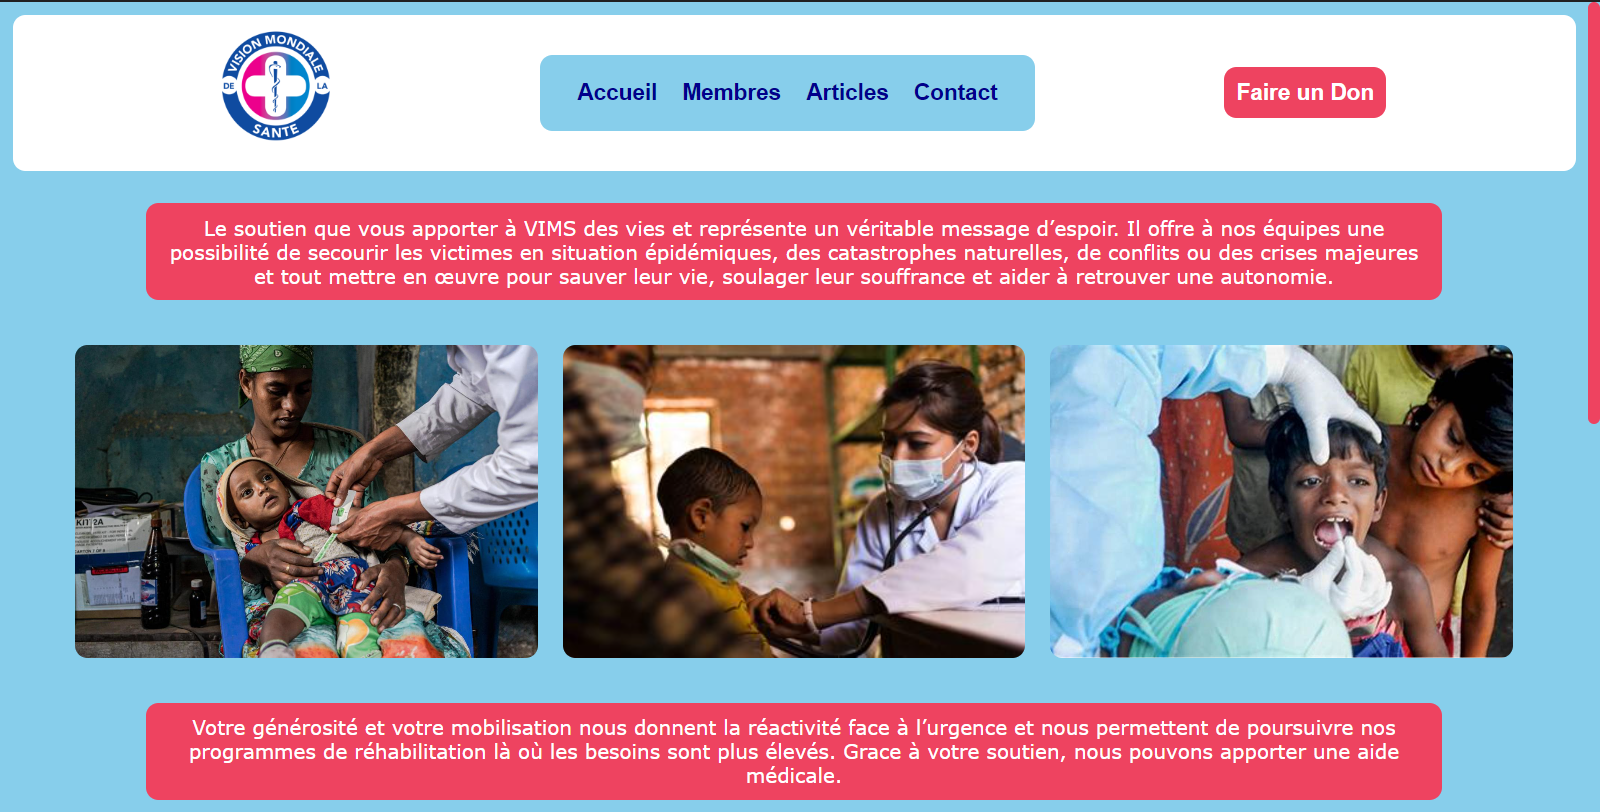 VISION MONDIALE
DE LA
SANTE
Accueil Membres Articles Contact
Faire un Don
Le soutien que vous apporter à VIMS des vies et représente un véritable message d’espoir. Il offre à nos équipes une
possibilité de secourir les victimes en situation épidémiques, des catastrophes naturelles, de conflits ou des crises majeures
et tout mettre en œuvre pour sauver leur vie, soulager leur souffrance et aider à retrouver une autonomie.
KIT 2A
Votre générosité et votre mobilisation nous donnent la réactivité face à l’urgence et nous permettent de poursuivre nos
programmes de réhabilitation là où les besoins sont plus élevés. Grace à votre soutien, nous pouvons apporter une aide
médicale.